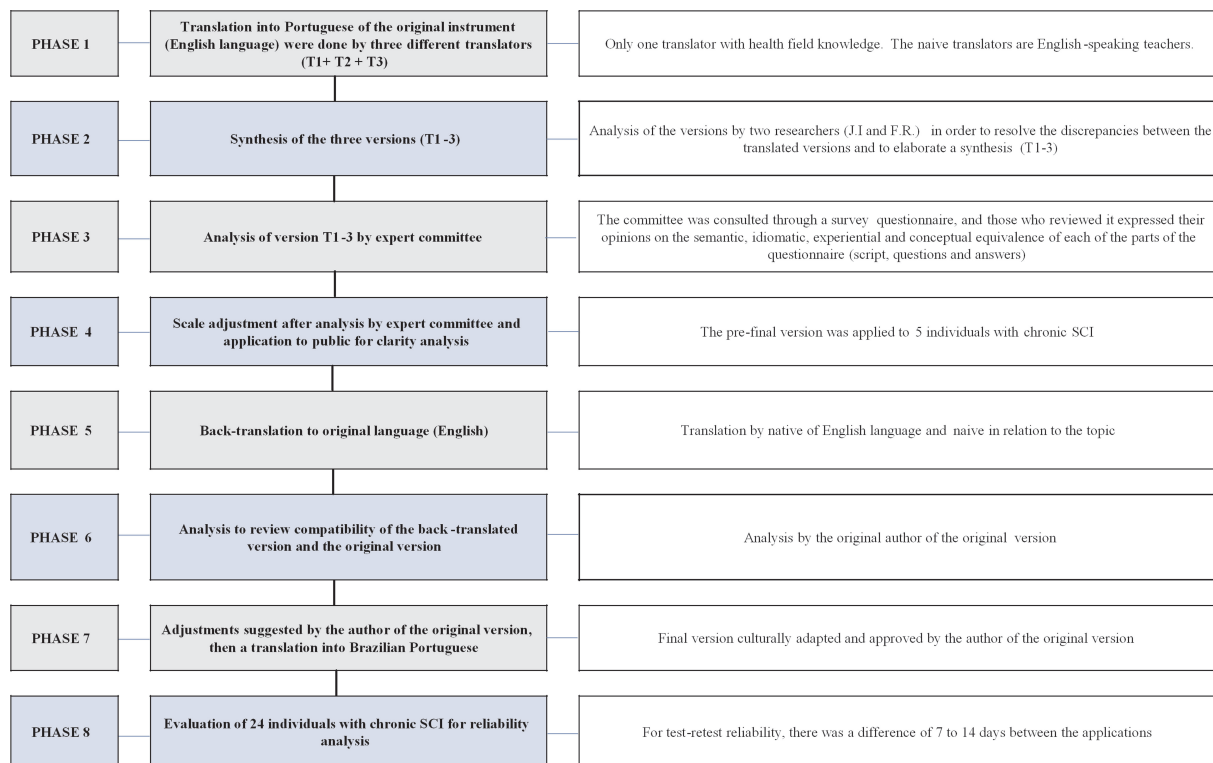 PHASE 1
Translation into Portuguese of the original instrument
(English language) were done by three different translators
(T1+ T2 + T3)
Only one translator with health field knowledge. The naive translators are English-speaking teachers.
PHASE 2
Synthesis of the three versions (T1-3)
Analysis of the versions by two researchers (J.I and F.R.) in order to resolve the discrepancies between the
translated versions and to elaborate a synthesis (T1-3)
PHASE 3
Analysis of version T1-3 by expert committee
The committee was consulted through a survey questionnaire, and those who reviewed it expressed their
opinions on the semantic, idiomatic, experiential and conceptual equivalence of each of the parts of the
questionnaire (script, questions and answers)
PHASE 4
Scale adjustment after analysis by expert committee and
application to public for clarity analysis
The pre-final version was applied to 5 individuals with chronic SCI
PHASE 5
Back-translation to original language (English)
Translation by native of English language and naive in relation to the topic
PHASE 6
Analysis to review compatibility of the back-translated
version and the original version
Analysis by the original author of the original version
PHASE 7
Adjustments suggested by the author of the original version,
then a translation into Brazilian Portuguese
Final version culturally adapted and approved by the author of the original version
PHASE 8
Evaluation of 24 individuals with chronic SCI for reliability
analysis
For test-retest reliability, there was a difference of 7 to 14 days between the applications